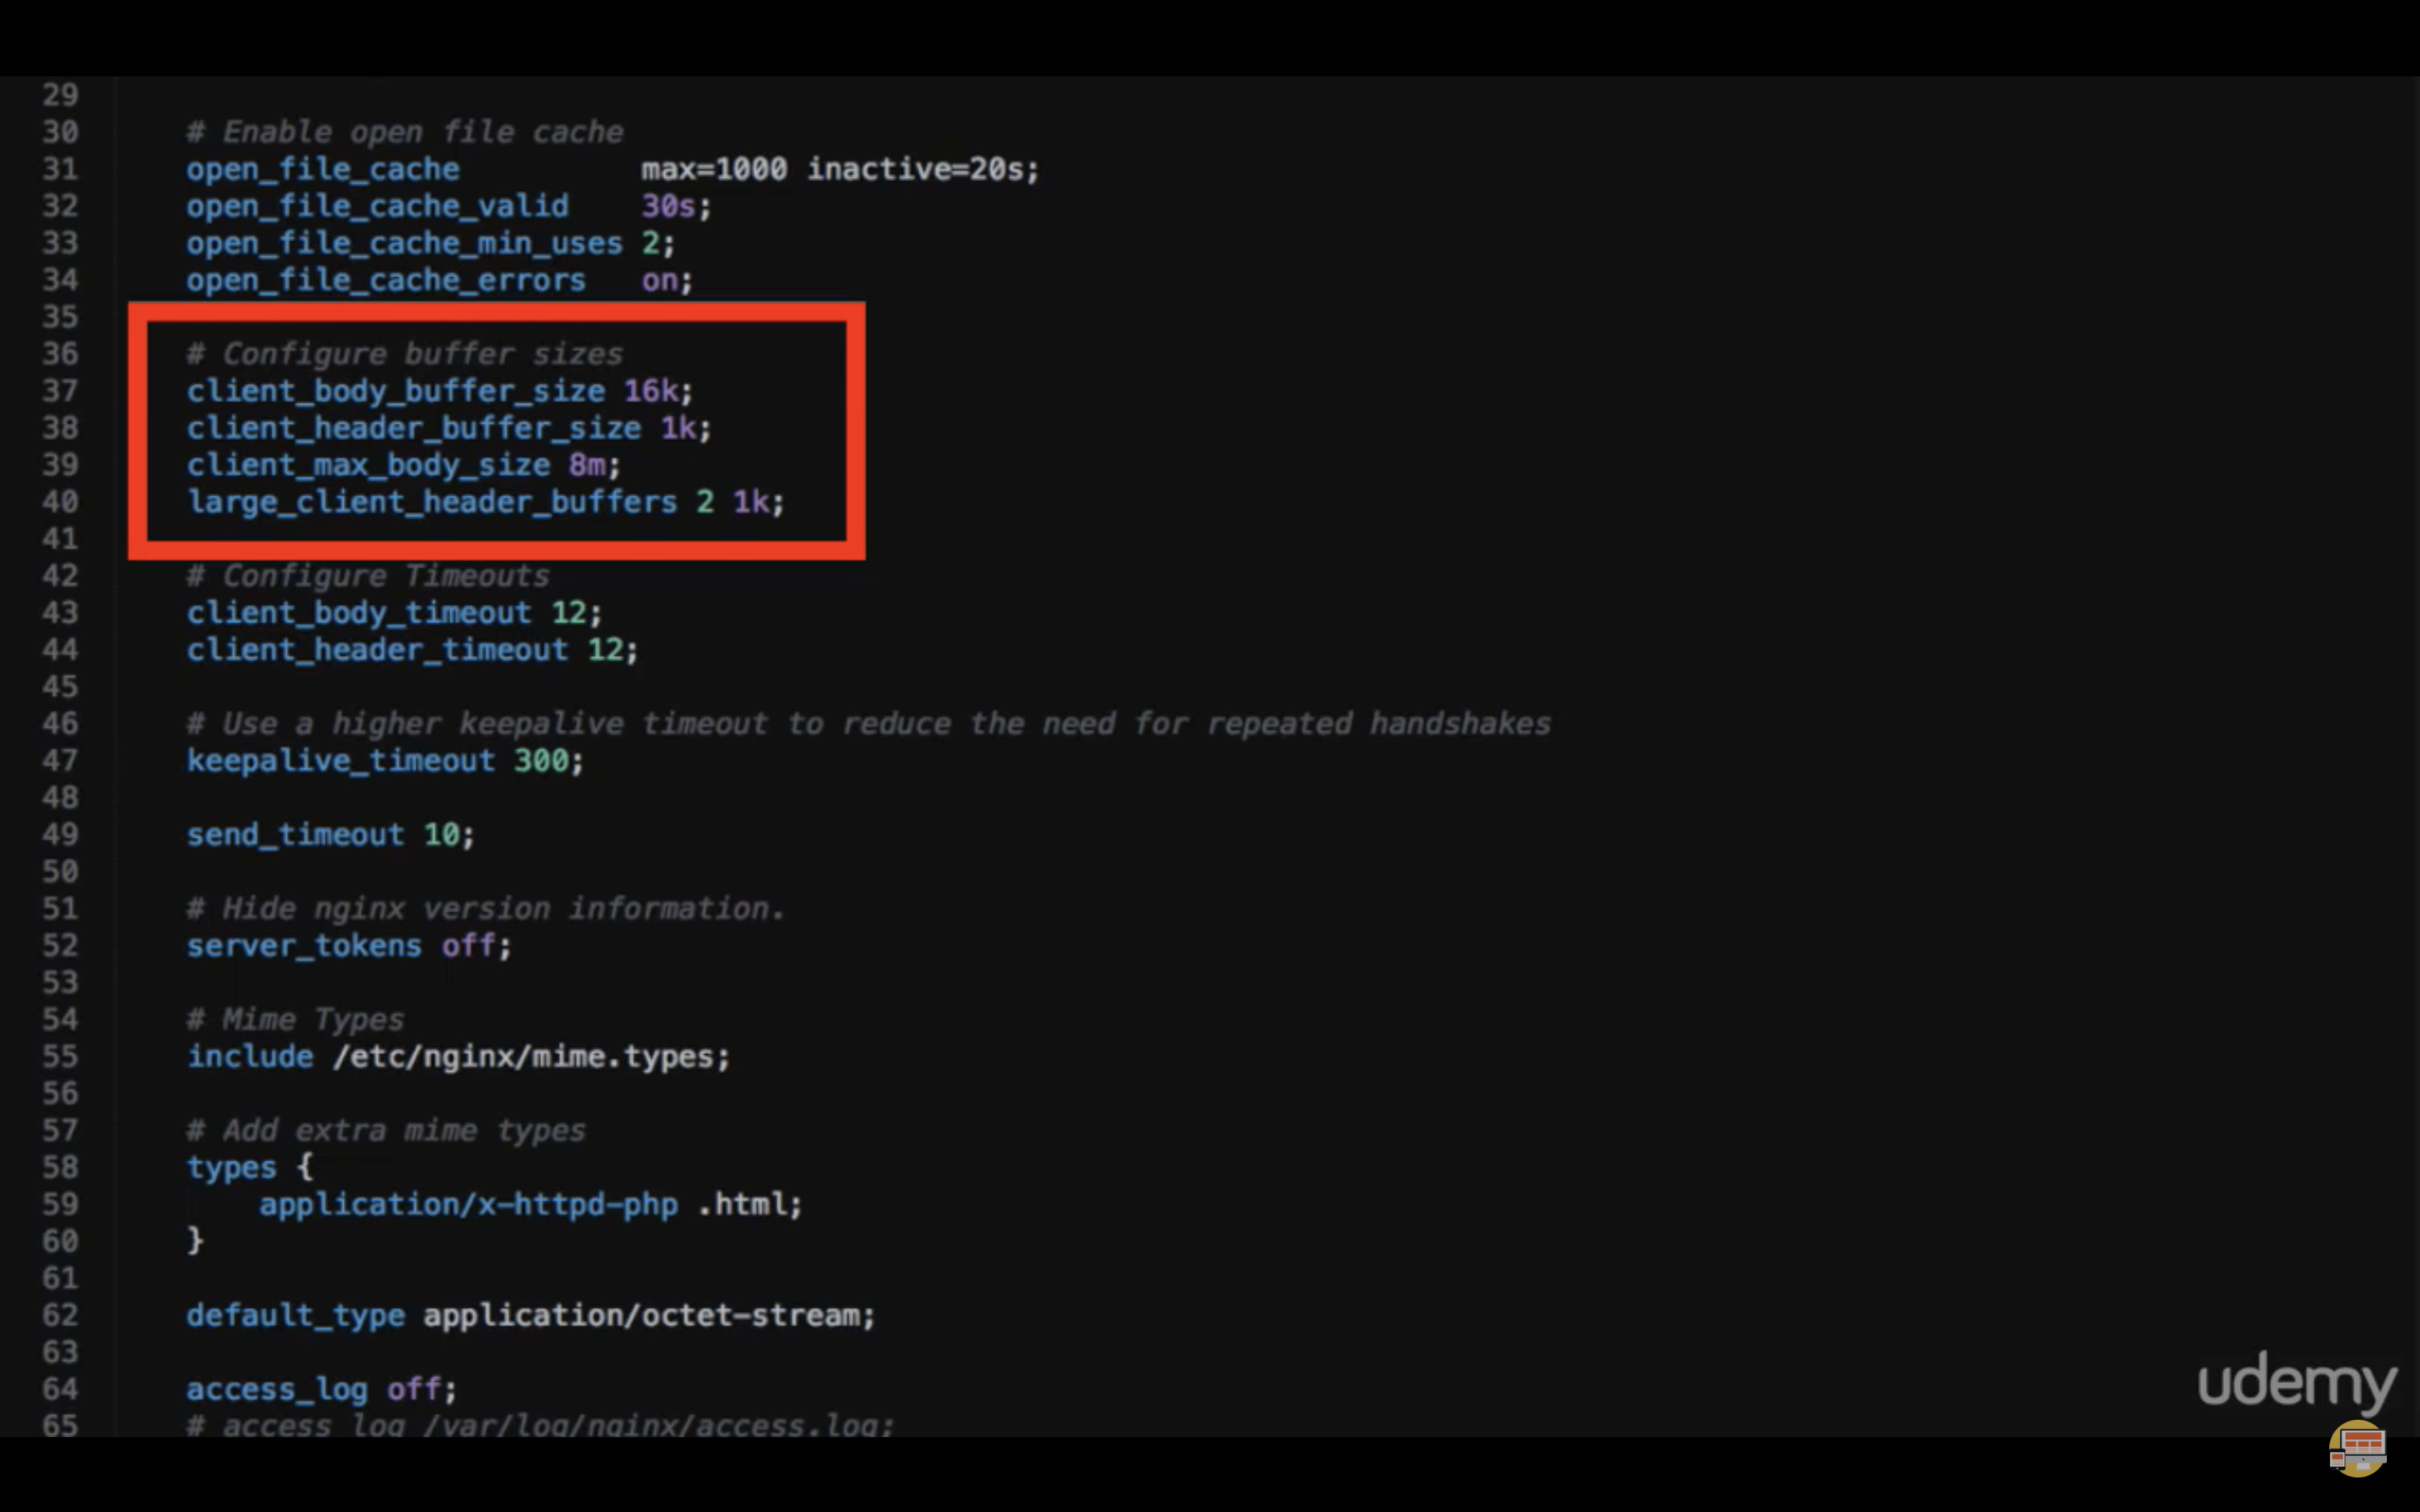 29
30 # Enable open file cache
31 open_file_cache max=1000 inactive=20s;
32 open_file_cache_valid 30s;
33 open_file_cache_min_uses 2;
34 open_file_cache_errors on;
35
36 # Configure buffer sizes
37 client_body_buffer_size 16k;
38 client_header_buffer_size 1k;
39 client_max_body_size 8m;
40 large_client_header_buffers 2 1k;
41
42 # Configure Timeouts
43 client_body_timeout 12;
44 client_header_timeout 12;
45
46 # Use a higher keepalive timeout to reduce the need for repeated handshakes
47 keepalive_timeout 300;
48
49 send_timeout 10;
50
51 # Hide nginx version information.
52 server_tokens off;
53
54 # Mime Types
55 include /etc/nginx/mime.types;
56
57 # Add extra mime types
58 types {
59 application/x-httpd-php .html;
60 }
61
62 default_type application/octet-stream;
63
64 access_log off;
65 # access_log /var/log/nginx/access.log;
udemy